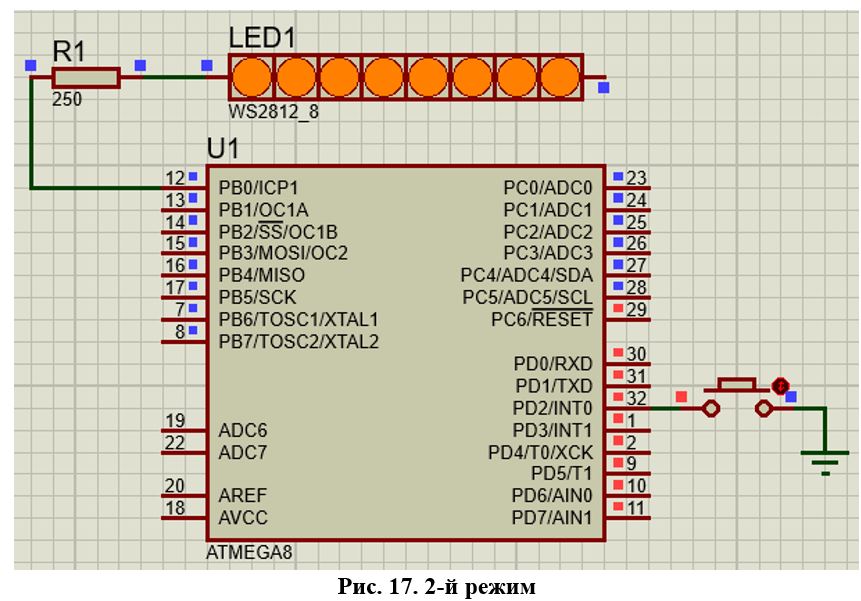 R1
250
LED1
WS2812_8
U1
12 PB0/ICP1
13 PB1/OC1A
14 PB2/SS/OC1B
15 PB3/MOSI/OC2
16 PB4/MISO
17 PB5/SCK
7 PB6/TOSC1/XTAL1
8 PB7/TOSC2/XTAL2
19 ADC6
22 ADC7
20 AREF
18 AVCC
PC0/ADC0 23
PC1/ADC1 24
PC2/ADC2 25
PC3/ADC3 26
PC4/ADC4/SDA 27
PC5/ADC5/SCL 28
PC6/RESET 29
PD0/RXD 30
PD1/TXD 31
PD2/INT0 32
PD3/INT1 1
PD4/T0/XCK 2
PD5/T1 9
PD6/AIN0 10
PD7/AIN1 11
ATMEGA8
Рис. 17. 2-й режим